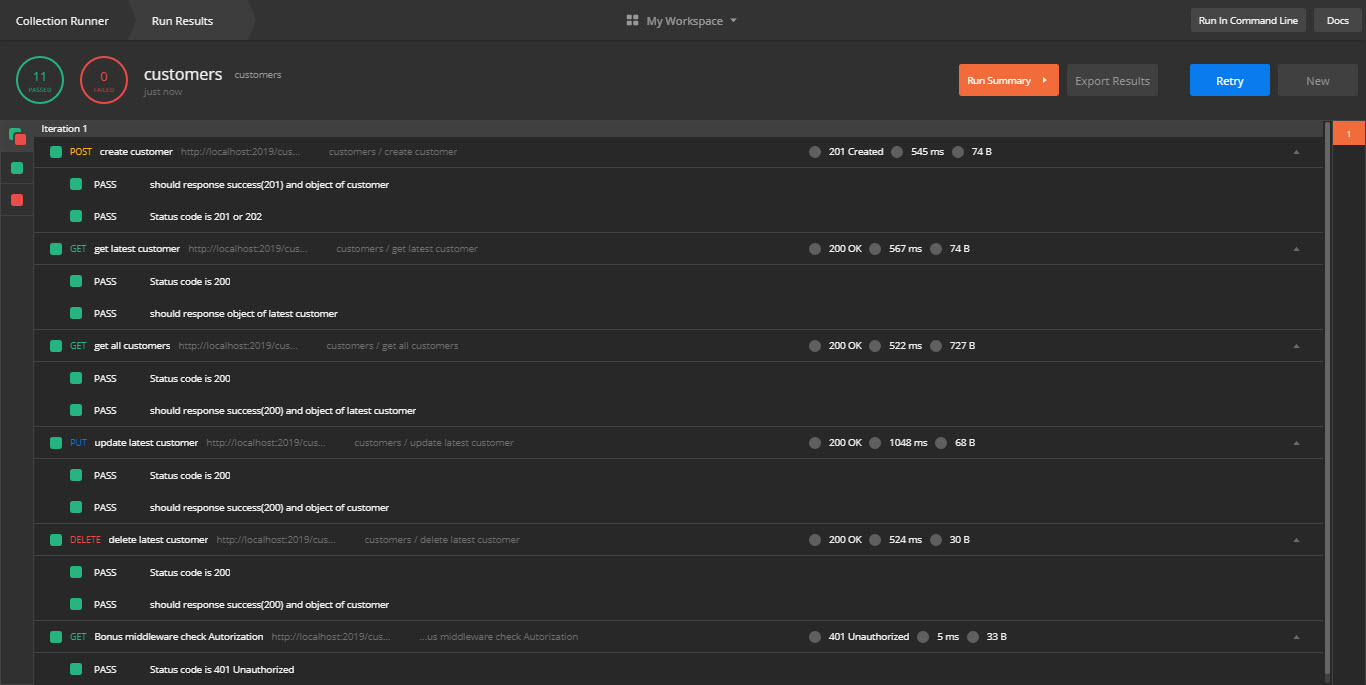 Collection Runner Run Results My Workspace Run In Command Line Docs
11 PASSED 0 FAILED customers customers Run Summary Export Results Retry New
just now
Iteration 1 1
POST create customer http://localhost:2019/cus... customers / create customer 201 Created 545 ms 74 B
PASS should response success(201) and object of customer
PASS Status code is 201 or 202
GET get latest customer http://localhost:2019/cus... customers / get latest customer 200 OK 567 ms 74 B
PASS Status code is 200
PASS should response object of latest customer
GET get all customers http://localhost:2019/cus... customers / get all customers 200 OK 522 ms 727 B
PASS Status code is 200
PASS should response success(200) and object of latest customer
PUT update latest customer http://localhost:2019/cus... customers / update latest customer 200 OK 1048 ms 68 B
PASS Status code is 200
PASS should response success(200) and object of customer
DELETE delete latest customer http://localhost:2019/cus... customers / delete latest customer 200 OK 524 ms 30 B
PASS Status code is 200
PASS should response success(200) and object of customer
GET Bonus middleware check Autorization http://localhost:2019/cus... ...us middleware check Autorization 401 Unauthorized 5 ms 33 B
PASS Status code is 401 Unauthorized